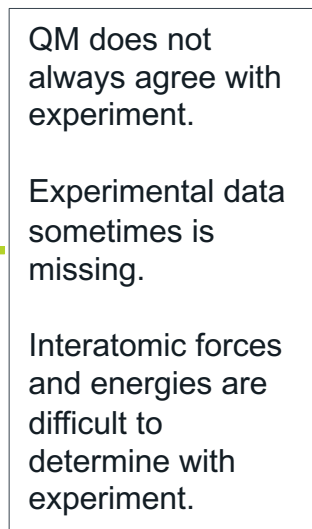 QM does not
always agree with
experiment.
Experimental data
sometimes is
missing.
Interatomic forces
and energies are
difficult to
determine with
experiment.